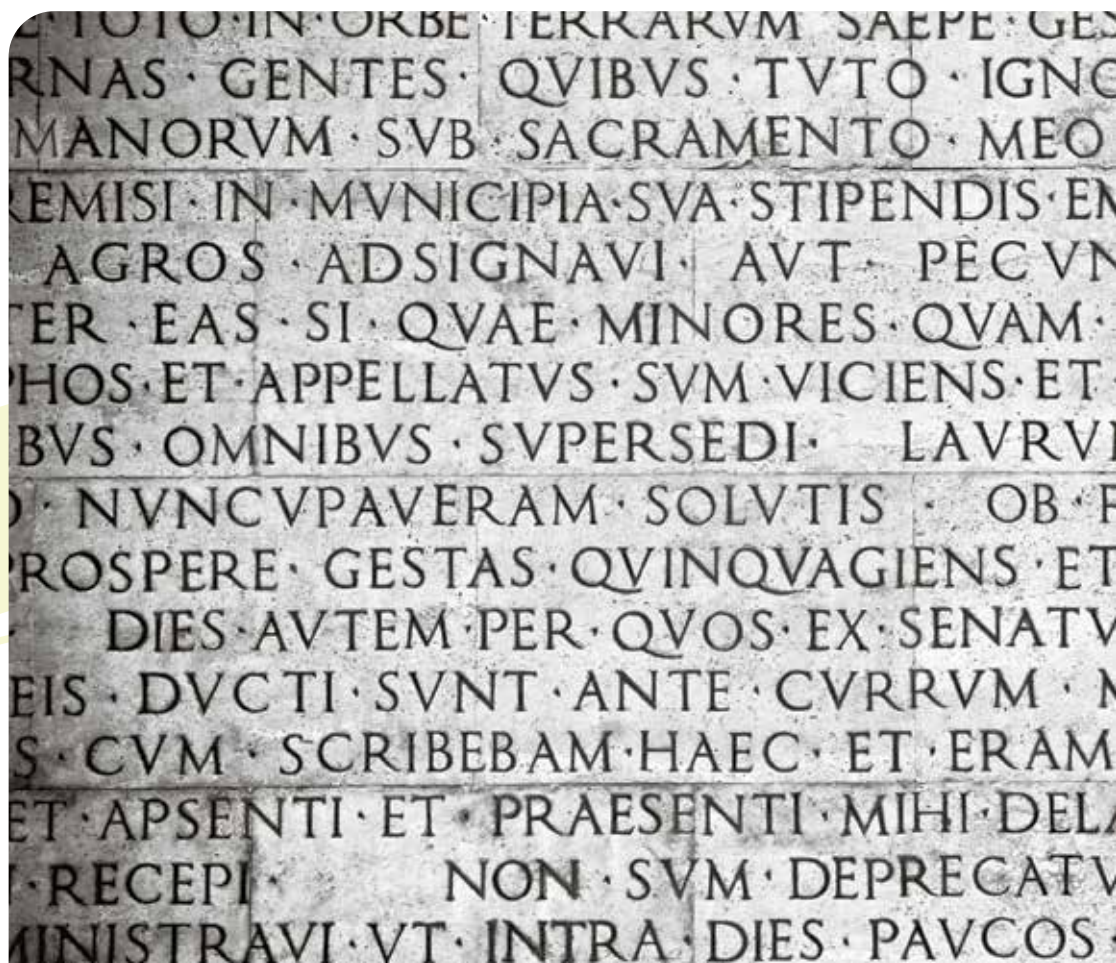 TOTO · IN · ORBE TERRARVM SAEPE · GES
RNAS · GENTES · QVIBVS · TVTO · IGNO
MANORVM · SVB SACRAMENTO · MEO
REMISI · IN · MVNICIPIA · SVA · STIPENDIS · EM
AGROS · ADSIGNAVI · AVT · PECVN
TER · EAS · SI · QVAE · MINORES · QVAM ·
PHOS · ET · APPELLATVS · SVM · VICIENS · ET
BVS · OMNIBVS · SVPERSEDI · LAVRVM
· NVNCVPAVERAM · SOLVTIS · OB ·
PROSPERE · GESTAS · QVINQVAGIENS · ET
· DIES · AVTEM · PER · QVOS · EX · SENATV
EIS · DVCTI · SVNT · ANTE · CVRRVM ·
S · CVM · SCRIBEBAM · HAEC · ET · ERAM
ET · APSENTI · ET · PRAESENTI · MIHI · DEL
· RECEPI · NON · SVM · DEPRECATV
MINISTRAVI · VT · INTRA · DIES · PAVCOS ·